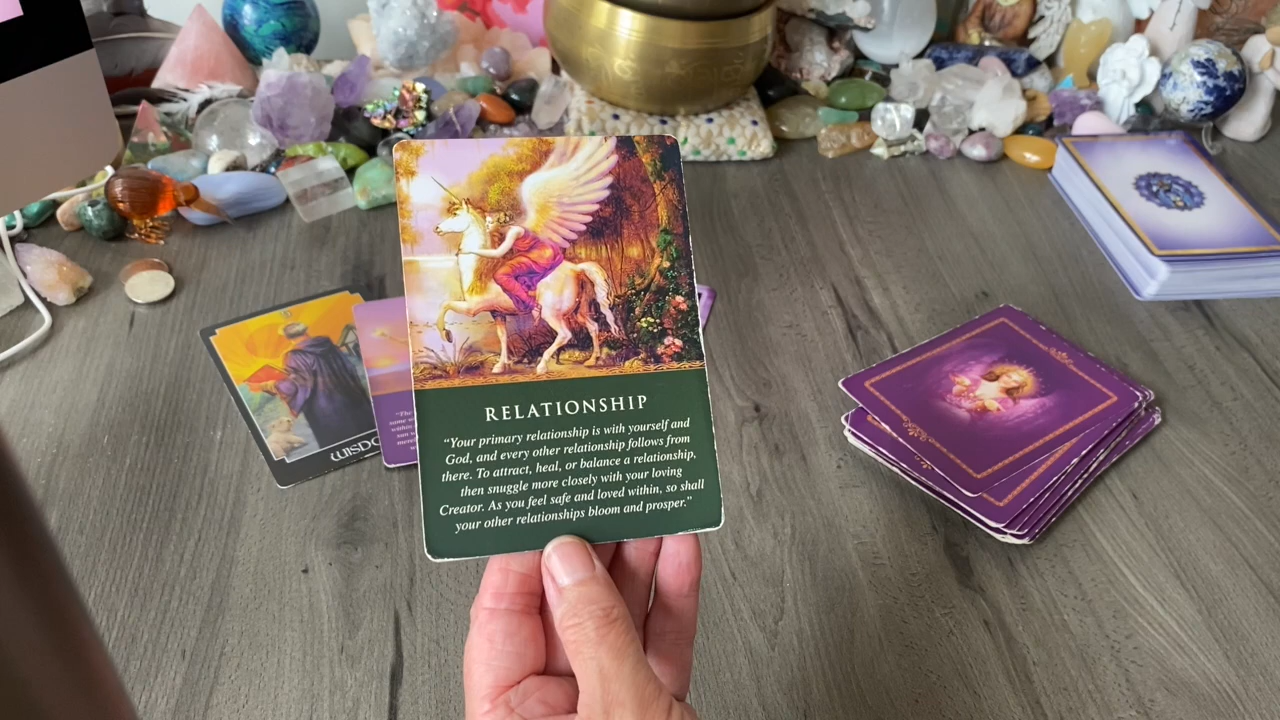 RELATIONSHIP
“Your primary relationship is with yourself and
God, and every other relationship follows from
there. To attract, heal, or balance a relationship,
then snuggle more closely with your loving
Creator. As you feel safe and loved within, so shall
your other relationships bloom and prosper.”